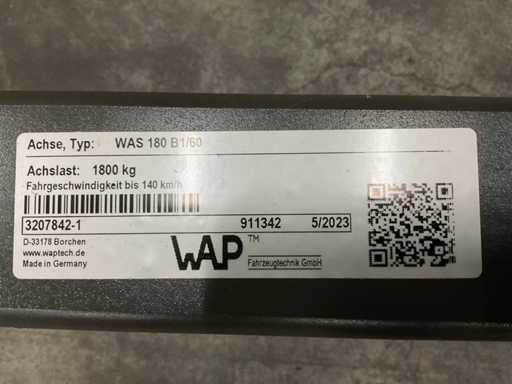 Achse, Typ: WAS 180 B1/60
Achslast: 1800 kg
Fahrgeschwindigkeit bis 140 km/h
3207842-1 911342 5/2023
D-33178 Borchen
www.waptech.de
Made in Germany
WAP™
Fahrzeugtechnik GmbH